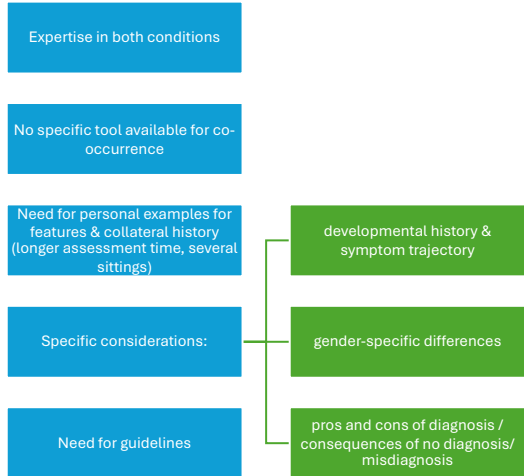 Expertise in both conditions
No specific tool available for co-
occurrence
Need for personal examples for
features & collateral history
(longer assessment time, several
sittings)
developmental history &
symptom trajectory
Specific considerations:
gender-specific differences
Need for guidelines
pros and cons of diagnosis /
consequences of no diagnosis/
misdiagnosis